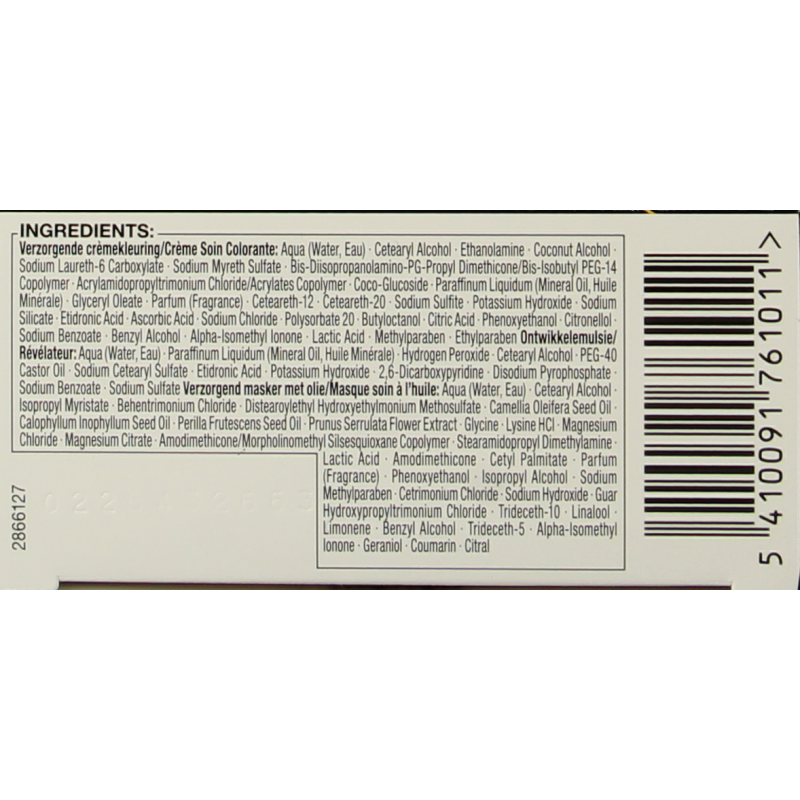 INGREDIENTS:
Verzorgende crèmekleuring/Crème Soin Colorante: Aqua (Water, Eau) · Cetearyl Alcohol · Ethanolamine · Coconut Alcohol ·
Sodium Laureth-6 Carboxylate · Sodium Myreth Sulfate · Bis-Diisopropanolamino-PG-Propyl Dimethicone/Bis-Isobutyl PEG-14
Copolymer · Acrylamidopropyltrimonium Chloride/Acrylates Copolymer · Coco-Glucoside · Paraffinum Liquidum (Mineral Oil, Huile
Minérale) · Glyceryl Oleate · Parfum (Fragrance) · Ceteareth-12 · Ceteareth-20 · Sodium Sulfite · Potassium Hydroxide · Sodium
Silicate · Etidronic Acid · Ascorbic Acid · Sodium Chloride · Polysorbate 20 · Butyloctanol · Citric Acid · Phenoxyethanol · Citronellol ·
Sodium Benzoate · Benzyl Alcohol · Alpha-Isomethyl Ionone · Lactic Acid · Methylparaben · Ethylparaben Ontwikkelemulsie/
Révélateur: Aqua (Water, Eau) · Paraffinum Liquidum (Mineral Oil, Huile Minérale) · Hydrogen Peroxide · Cetearyl Alcohol · PEG-40
Castor Oil · Sodium Cetearyl Sulfate · Etidronic Acid · Potassium Hydroxide · 2,6-Dicarboxypyridine · Disodium Pyrophosphate ·
Sodium Benzoate · Sodium Sulfate Verzorgend masker met olie/Masque soin à l'huile: Aqua (Water, Eau) · Cetearyl Alcohol ·
Isopropyl Myristate · Behentrimonium Chloride · Distearoylethyl Hydroxyethylmonium Methosulfate · Camellia Oleifera Seed Oil ·
Calophyllum Inophyllum Seed Oil · Perilla Frutescens Seed Oil · Prunus Serrulata Flower Extract · Glycine · Lysine HCl · Magnesium
Chloride · Magnesium Citrate · Amodimethicone/Morpholinomethyl Silsesquioxane Copolymer · Stearamidopropyl Dimethylamine ·
Lactic Acid · Amodimethicone · Cetyl Palmitate · Parfum
(Fragrance) · Phenoxyethanol · Isopropyl Alcohol · Sodium
Methylparaben · Cetrimonium Chloride · Sodium Hydroxide · Guar
Hydroxypropyltrimonium Chloride · Trideceth-10 · Linalool ·
Limonene · Benzyl Alcohol · Trideceth-5 · Alpha-Isomethyl
Ionone · Geraniol · Coumarin · Citral
2866127
5 410091 761011 >